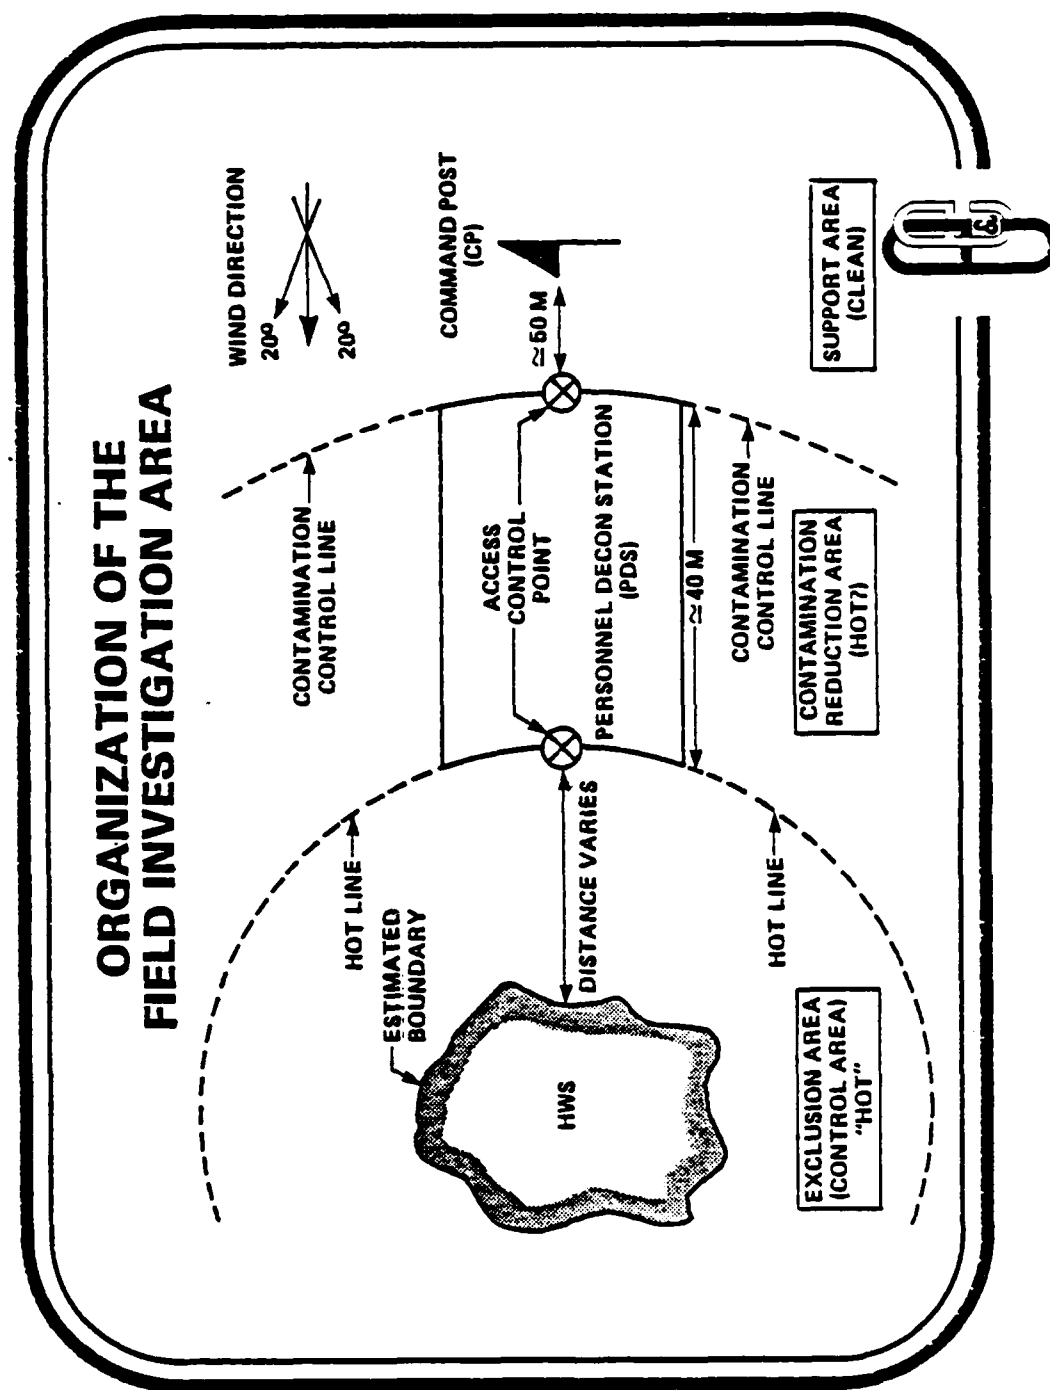 ORGANIZATION OF THE
FIELD INVESTIGATION AREA
WIND DIRECTION
20º
20º
CONTAMINATION
CONTROL LINE
HOT LINE
ESTIMATED
BOUNDARY
COMMAND POST
(CP)
ACCESS
CONTROL
POINT
≃50 M
HWS
DISTANCE VARIES
PERSONNEL DECON STATION
(PDS)
≃40 M
HOT LINE
CONTAMINATION
CONTROL LINE
EXCLUSION AREA
(CONTROL AREA)
"HOT"
CONTAMINATION
REDUCTION AREA
(HOT?)
SUPPORT AREA
(CLEAN)